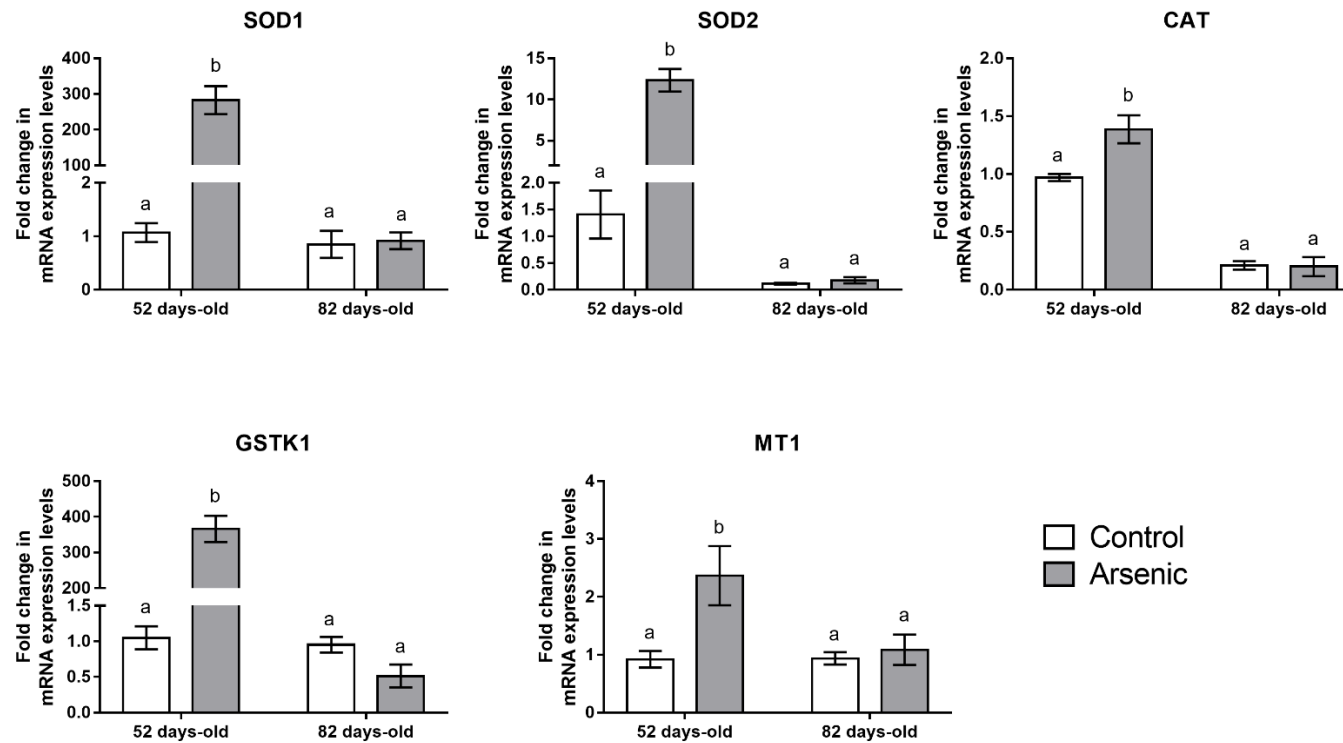 SOD1
Fold change in
mRNA expression levels
400
300
200
100
2
1
0
a
b
a
a
52 days-old
82 days-old
SOD2
Fold change in
mRNA expression levels
15
10
5
2.0
1.5
1.0
0.5
0.0
a
b
a
a
52 days-old
82 days-old
CAT
Fold change in
mRNA expression levels
2.0
1.5
1.0
0.5
0.0
a
b
a
a
52 days-old
82 days-old
GSTK1
Fold change in
mRNA expression levels
500
400
300
200
1.5
1.0
0.5
0.0
a
b
a
a
52 days-old
82 days-old
MT1
Fold change in
mRNA expression levels
4
3
2
1
0
a
b
a
a
52 days-old
82 days-old
Control
Arsenic